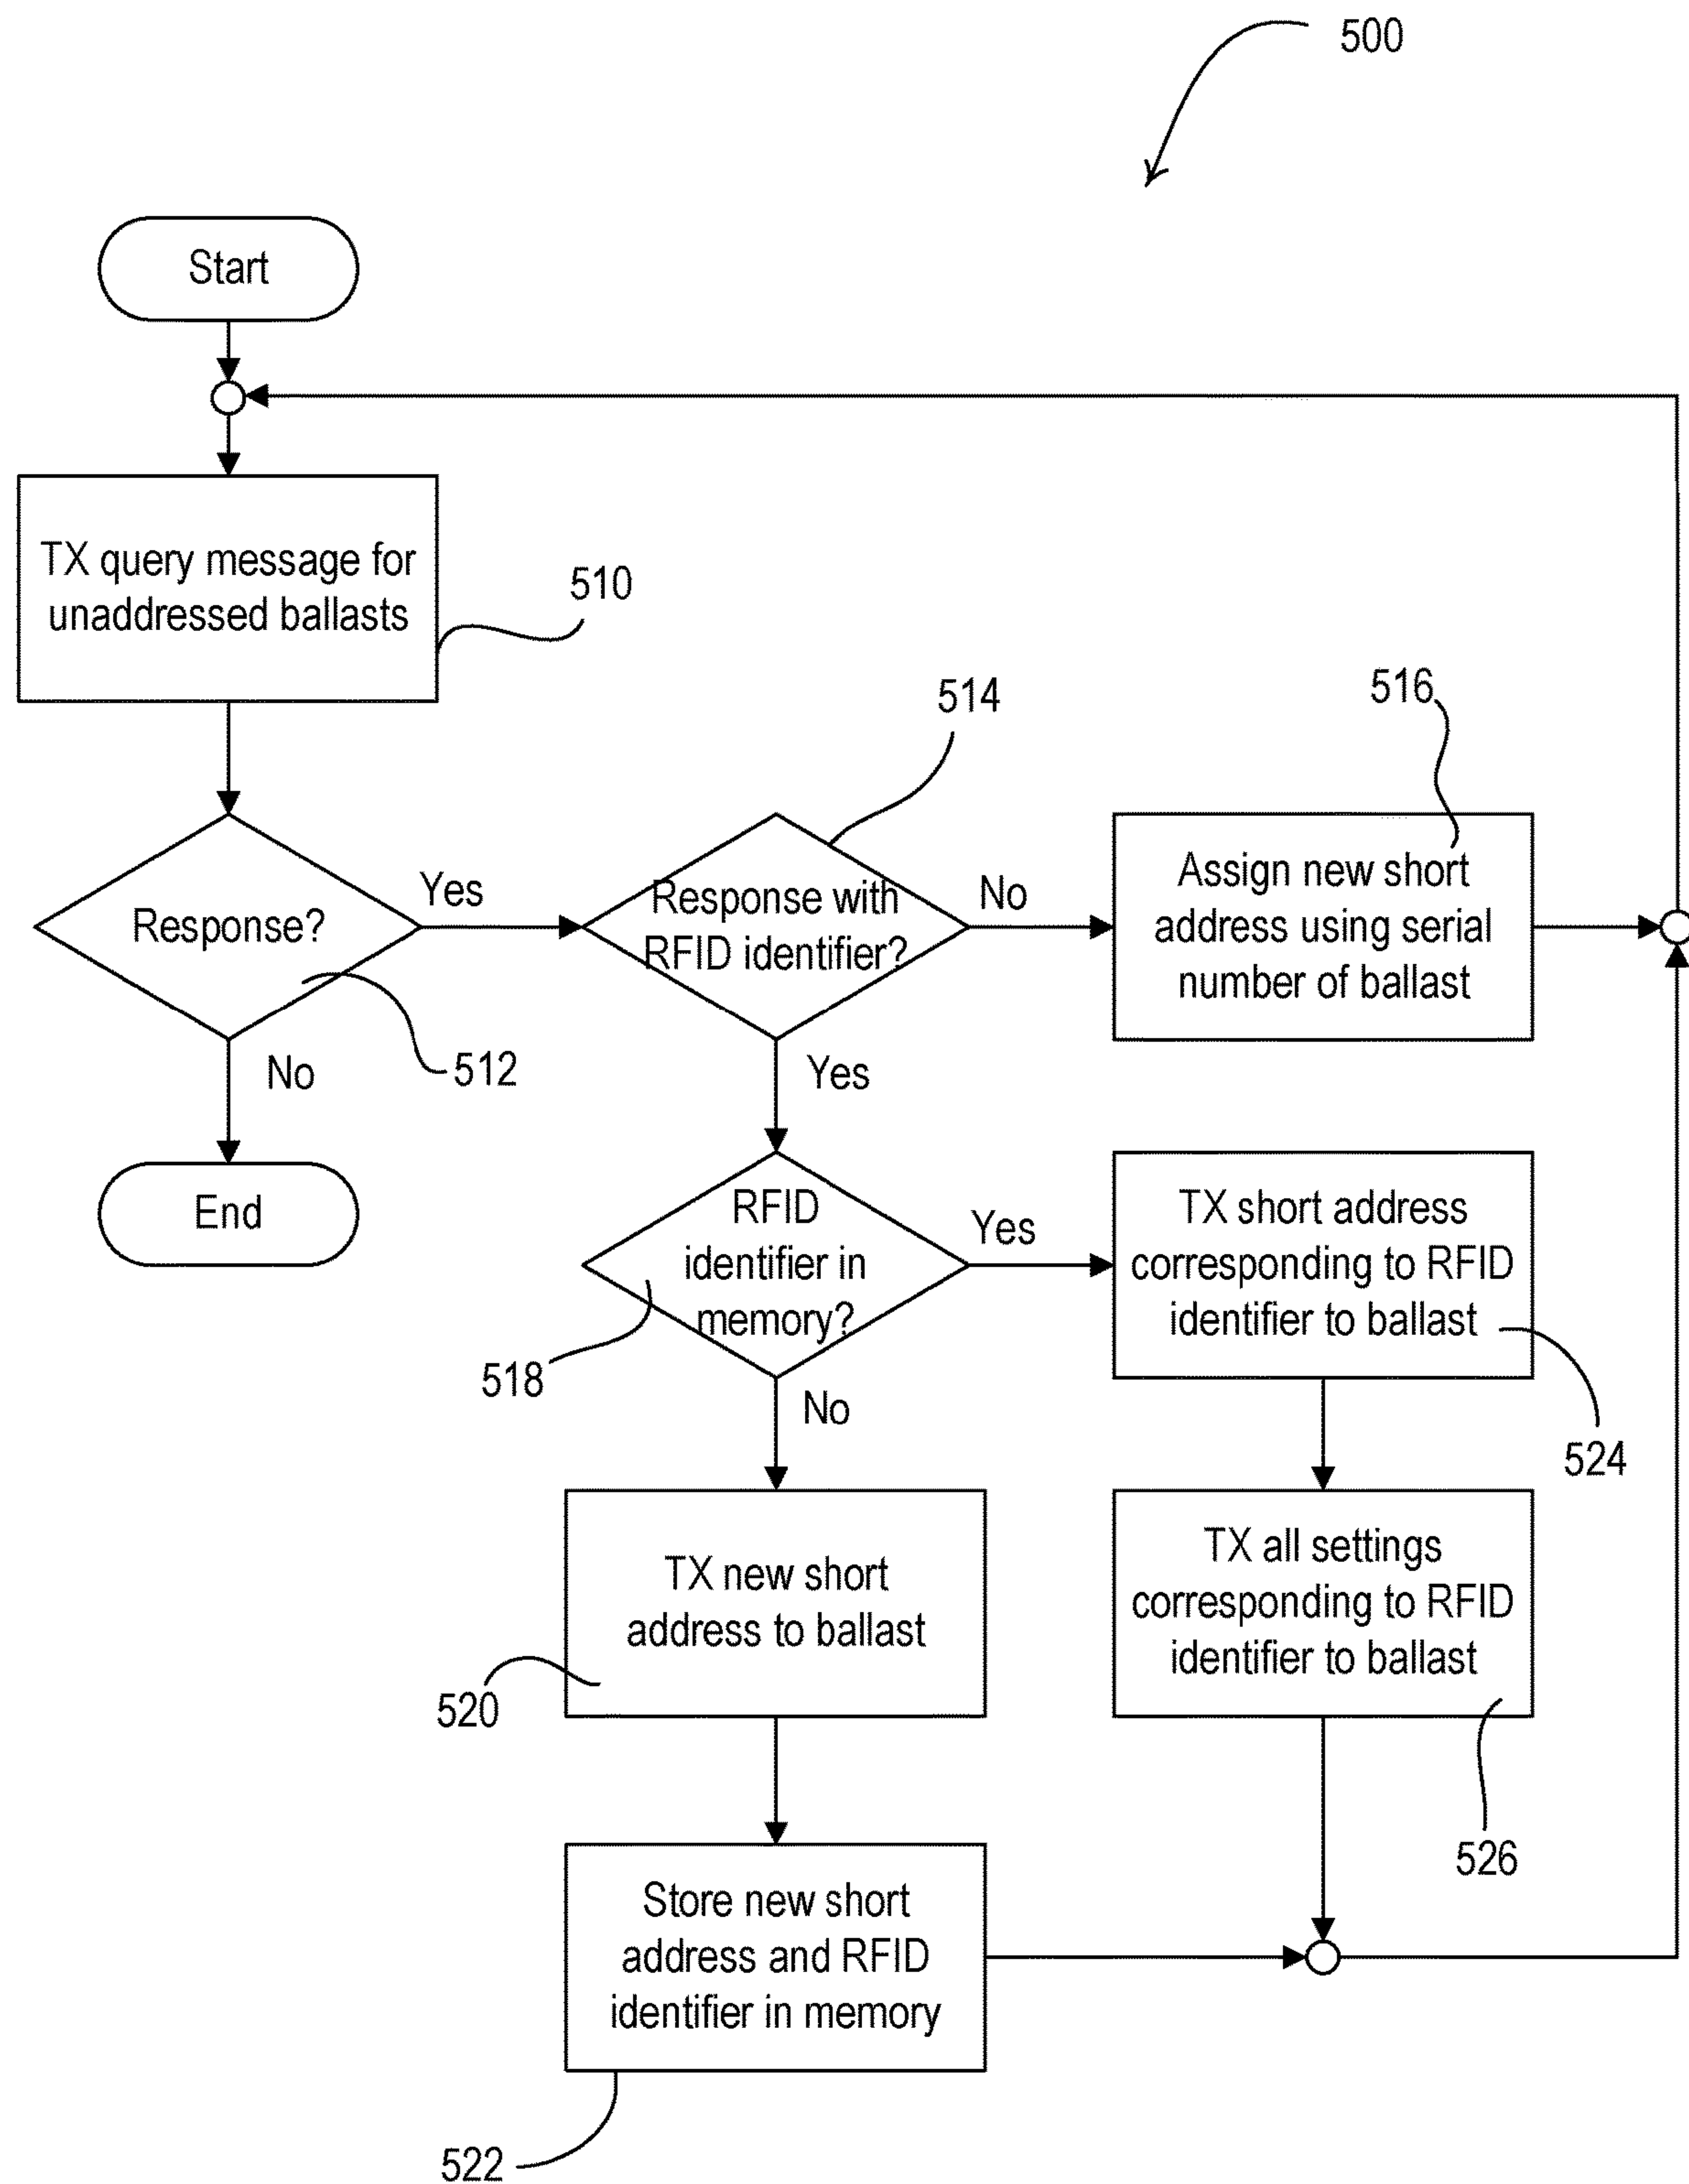 500
Start
TX query message for
unaddressed ballasts
510
514
516
Response?
Yes
Response with
RFID identifier?
No
Assign new short
address using serial
number of ballast
512
No
Yes
End
RFID
identifier in
memory?
Yes
TX short address
corresponding to RFID
identifier to ballast
518
No
524
TX new short
address to ballast
TX all settings
corresponding to RFID
identifier to ballast
520
526
Store new short
address and RFID
identifier in memory
522